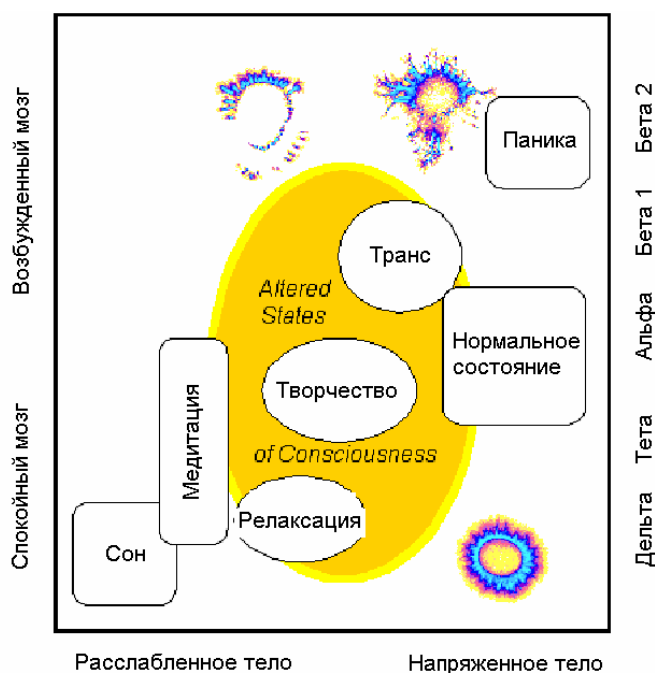 Возбужденный мозг
Спокойный мозг
Паника
Транс
Altered
States
Нормальное
состояние
Творчество
Медитация
of Consciousness
Релаксация
Сон
Бета 2
Бета 1
Альфа
Тета
Дельта
Расслабленное тело
Напряженное тело